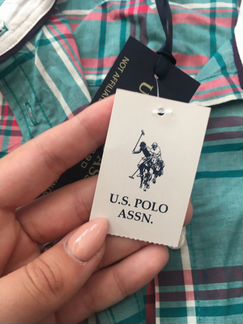 NOT AFFILIATED
U.S. POLO
ASSN.